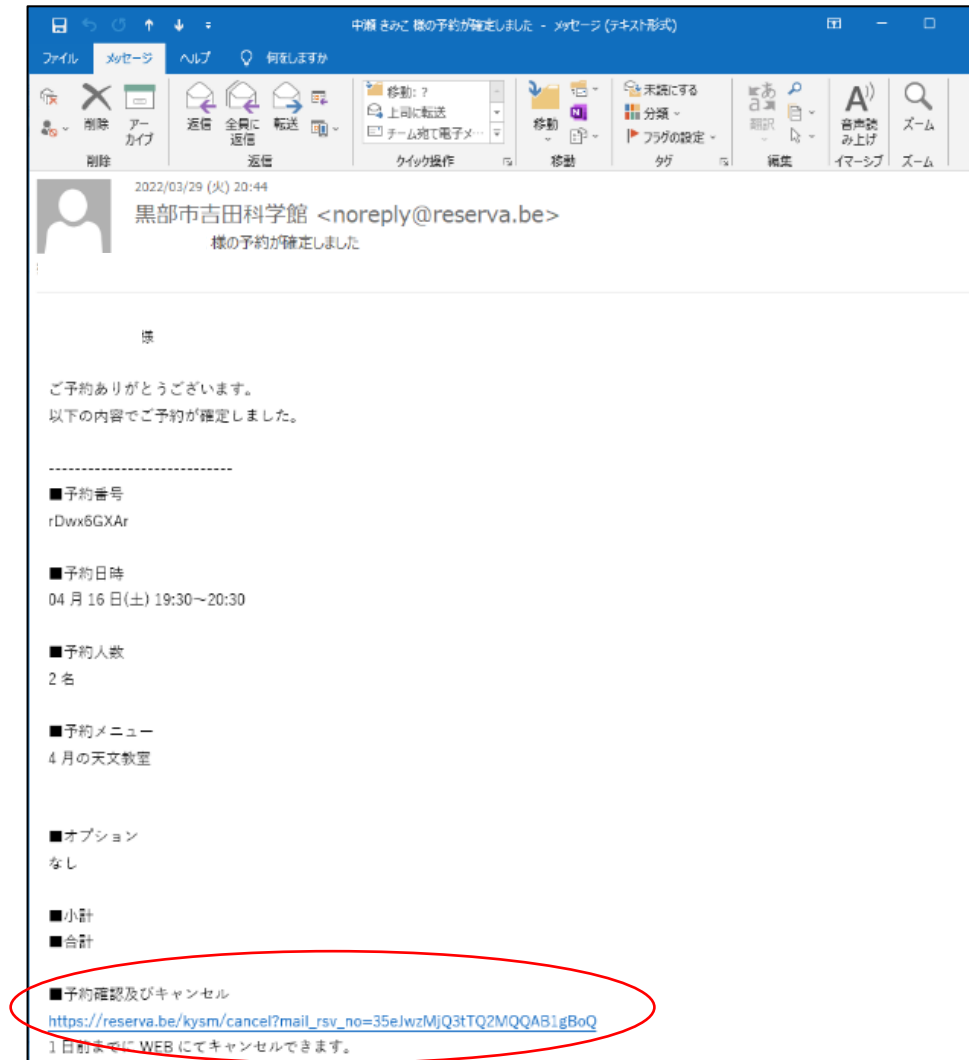 中瀬 きみこ 様の予約が確定しました - メッセージ (テキスト形式)
ファイル メッセージ ヘルプ 何をしますか
削除 アーカイブ 返信 全員に返信 転送 移動: ? 上司に転送 チーム宛て電子メ… 移動 未読にする 分類 フラグの設定 翻訳 音声読み上げ ズーム
削除 返信 クイック操作 移動 タグ 編集 イマーシブ ズーム
2022/03/29 (火) 20:44
黒部市吉田科学館 <noreply@reserva.be>
様の予約が確定しました
様
ご予約ありがとうございます。
以下の内容でご予約が確定しました。
----------------------------
■予約番号
rDwx6GXAr
■予約日時
04 月 16 日(土) 19:30～20:30
■予約人数
2 名
■予約メニュー
4 月の天文教室
■オプション
なし
■小計
■合計
■予約確認及びキャンセル
https://reserva.be/kysm/cancel?mail_rsv_no=35eJwzMjQ3tTQ2MQQAB1gBoQ
1 日前までに WEB にてキャンセルできます。